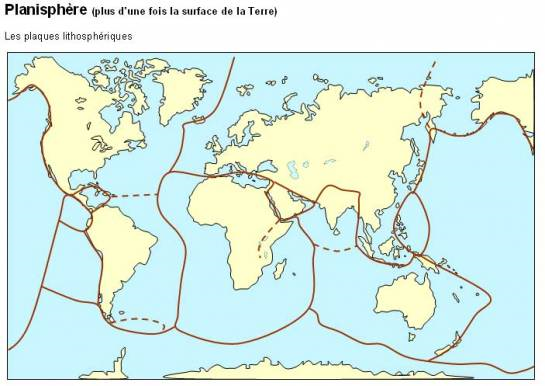 Planisphère (plus d'une fois la surface de la Terre)
Les plaques lithosphériques